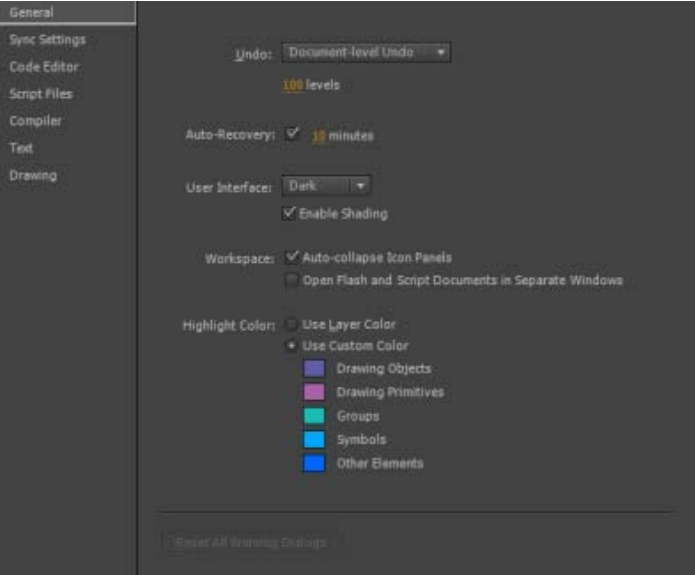 General
Sync Settings
Code Editor
Script Files
Compiler
Text
Drawing
Undo: Document-level Undo
100 levels
Auto-Recovery: 10 minutes
User Interface: Dark
Enable Shading
Workspace: Auto-collapse Icon Panels
Open Flash and Script Documents in Separate Windows
Highlight Color: Use Layer Color
Use Custom Color
Drawing Objects
Drawing Primitives
Groups
Symbols
Other Elements
Reset All Warning Dialogs